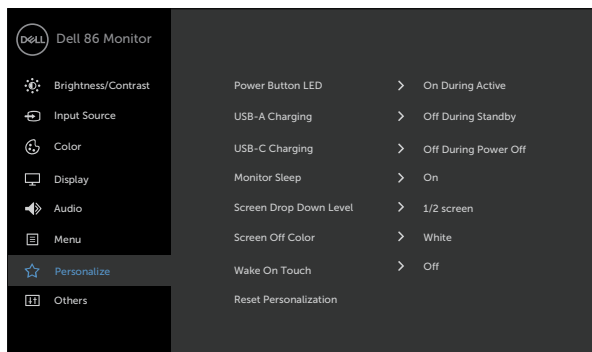 DELL Dell 86 Monitor
Brightness/Contrast
Input Source
Color
Display
Audio
Menu
Personalize
Others
Power Button LED > On During Active
USB-A Charging > Off During Standby
USB-C Charging > Off During Power Off
Monitor Sleep > On
Screen Drop Down Level > 1/2 screen
Screen Off Color > White
Wake On Touch > Off
Reset Personalization